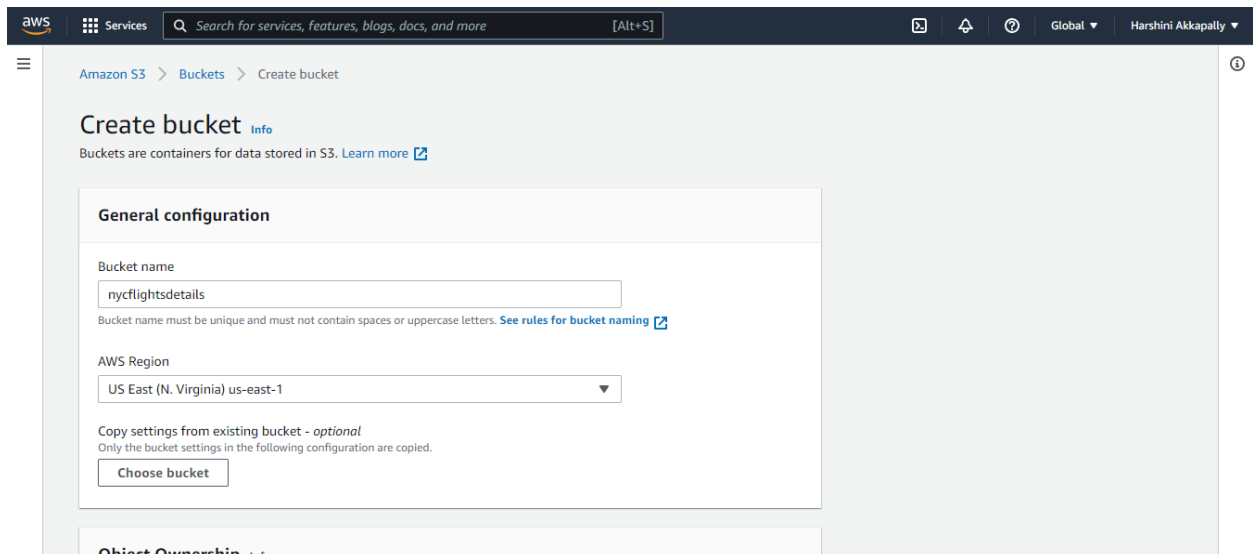 aws Services Search for services, features, blogs, docs, and more [Alt+S] Global Harshini Akkapally
Amazon S3 Buckets Create bucket
Create bucket Info
Buckets are containers for data stored in S3. Learn more
General configuration
Bucket name
nycflightsdetails
Bucket name must be unique and must not contain spaces or uppercase letters. See rules for bucket naming
AWS Region
US East (N. Virginia) us-east-1
Copy settings from existing bucket - optional
Only the bucket settings in the following configuration are copied.
Choose bucket
Object Ownership